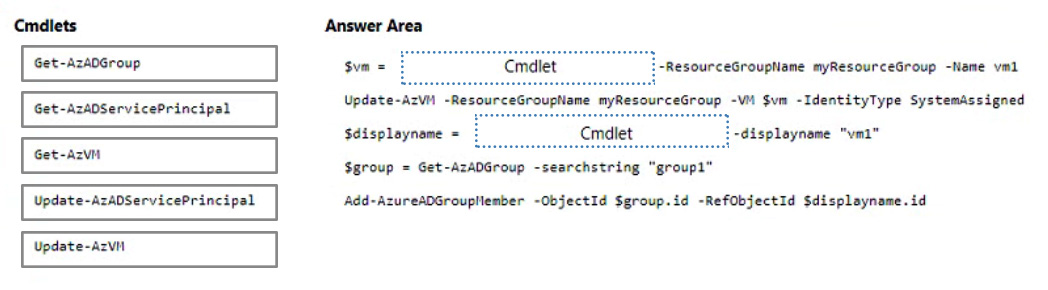 Cmdlets
Get-AzADGroup
Get-AzADServicePrincipal
Get-AzVM
Update-AzADServicePrincipal
Update-AzVM
Answer Area
$vm = Cmdlet -ResourceGroupName myResourceGroup -Name vm1
Update-AzVM -ResourceGroupName myResourceGroup -VM $vm -IdentityType SystemAssigned
$displayname = Cmdlet -displayname "vm1"
$group = Get-AzADGroup -searchstring "group1"
Add-AzureADGroupMember -ObjectId $group.id -RefObjectId $displayname.id